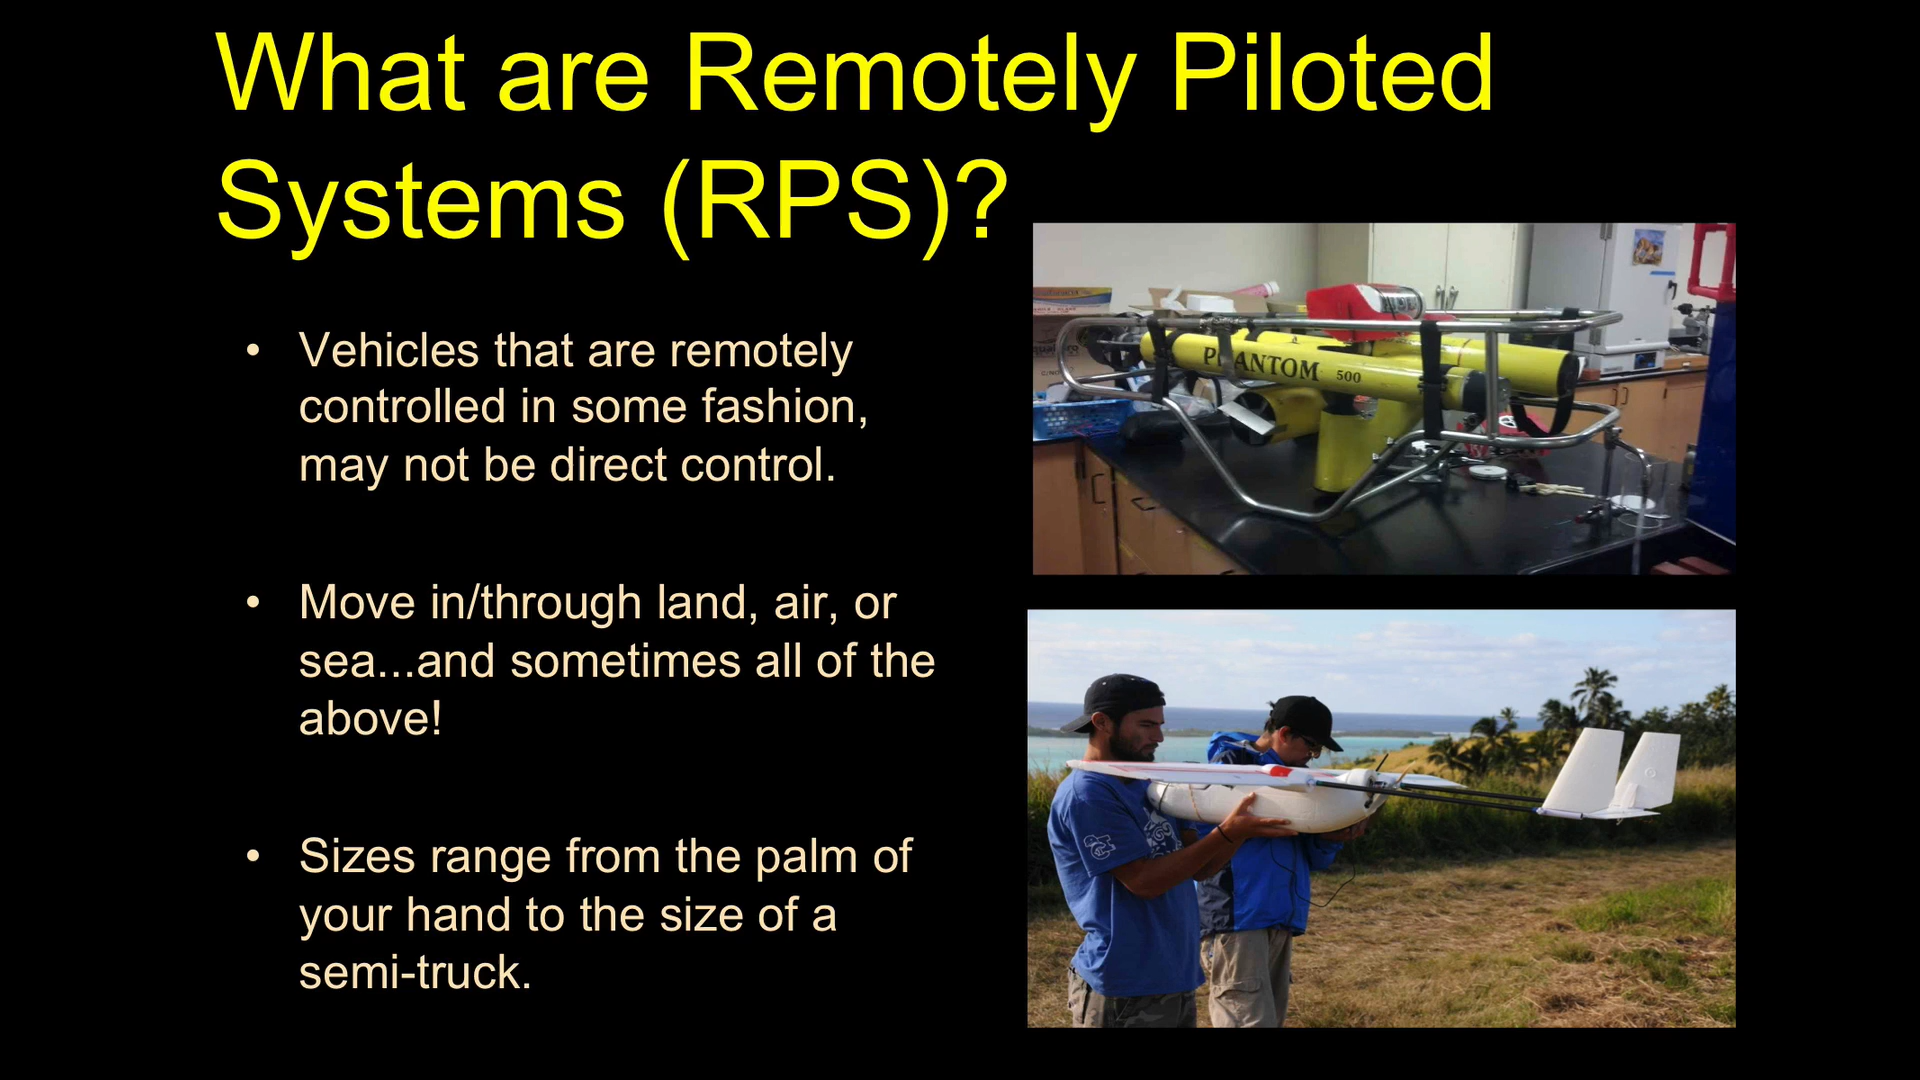 What are Remotely Piloted
Systems (RPS)?
• Vehicles that are remotely
controlled in some fashion,
may not be direct control.
• Move in/through land, air, or
sea...and sometimes all of the
above!
• Sizes range from the palm of
your hand to the size of a
semi-truck.
PHANTOM 500